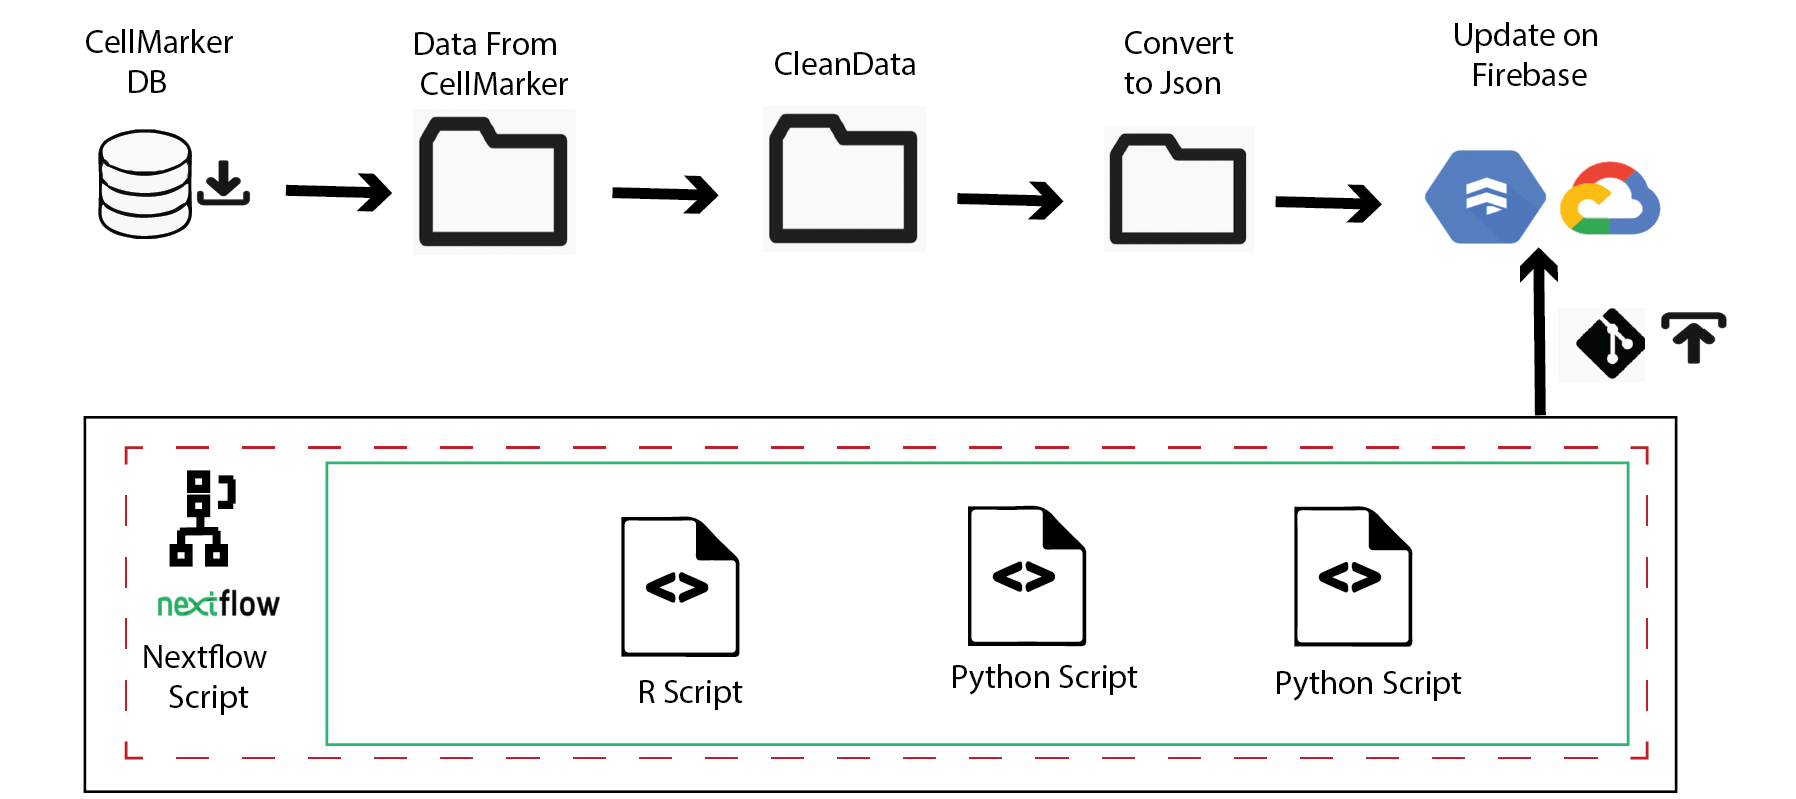 CellMarker
DB
Data From
CellMarker
CleanData
Convert
to Json
Update on
Firebase
<>
<>
<>
nextflow
Nextflow
Script
R Script
Python Script
Python Script